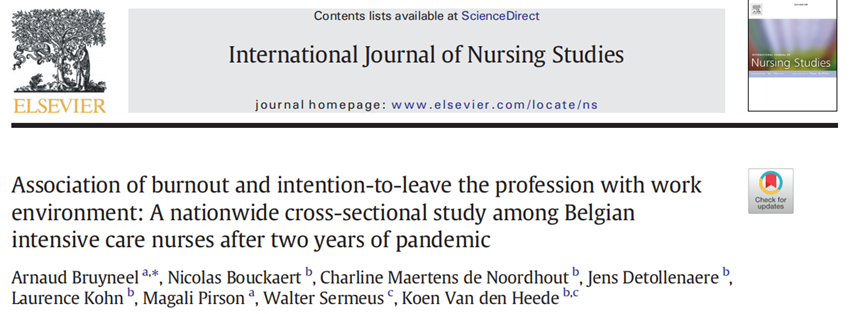 Contents lists available at ScienceDirect
International Journal of Nursing Studies
journal homepage: www.elsevier.com/locate/ns
ELSEVIER
Nursing Studies
Association of burnout and intention-to-leave the profession with work
environment: A nationwide cross-sectional study among Belgian
intensive care nurses after two years of pandemic
Check for
updates
Arnaud Bruyneel a,*, Nicolas Bouckaert b, Charline Maertens de Noordhout b, Jens Detollenaere b,
Laurence Kohn b, Magali Pirson a, Walter Sermeus c, Koen Van den Heede b,c